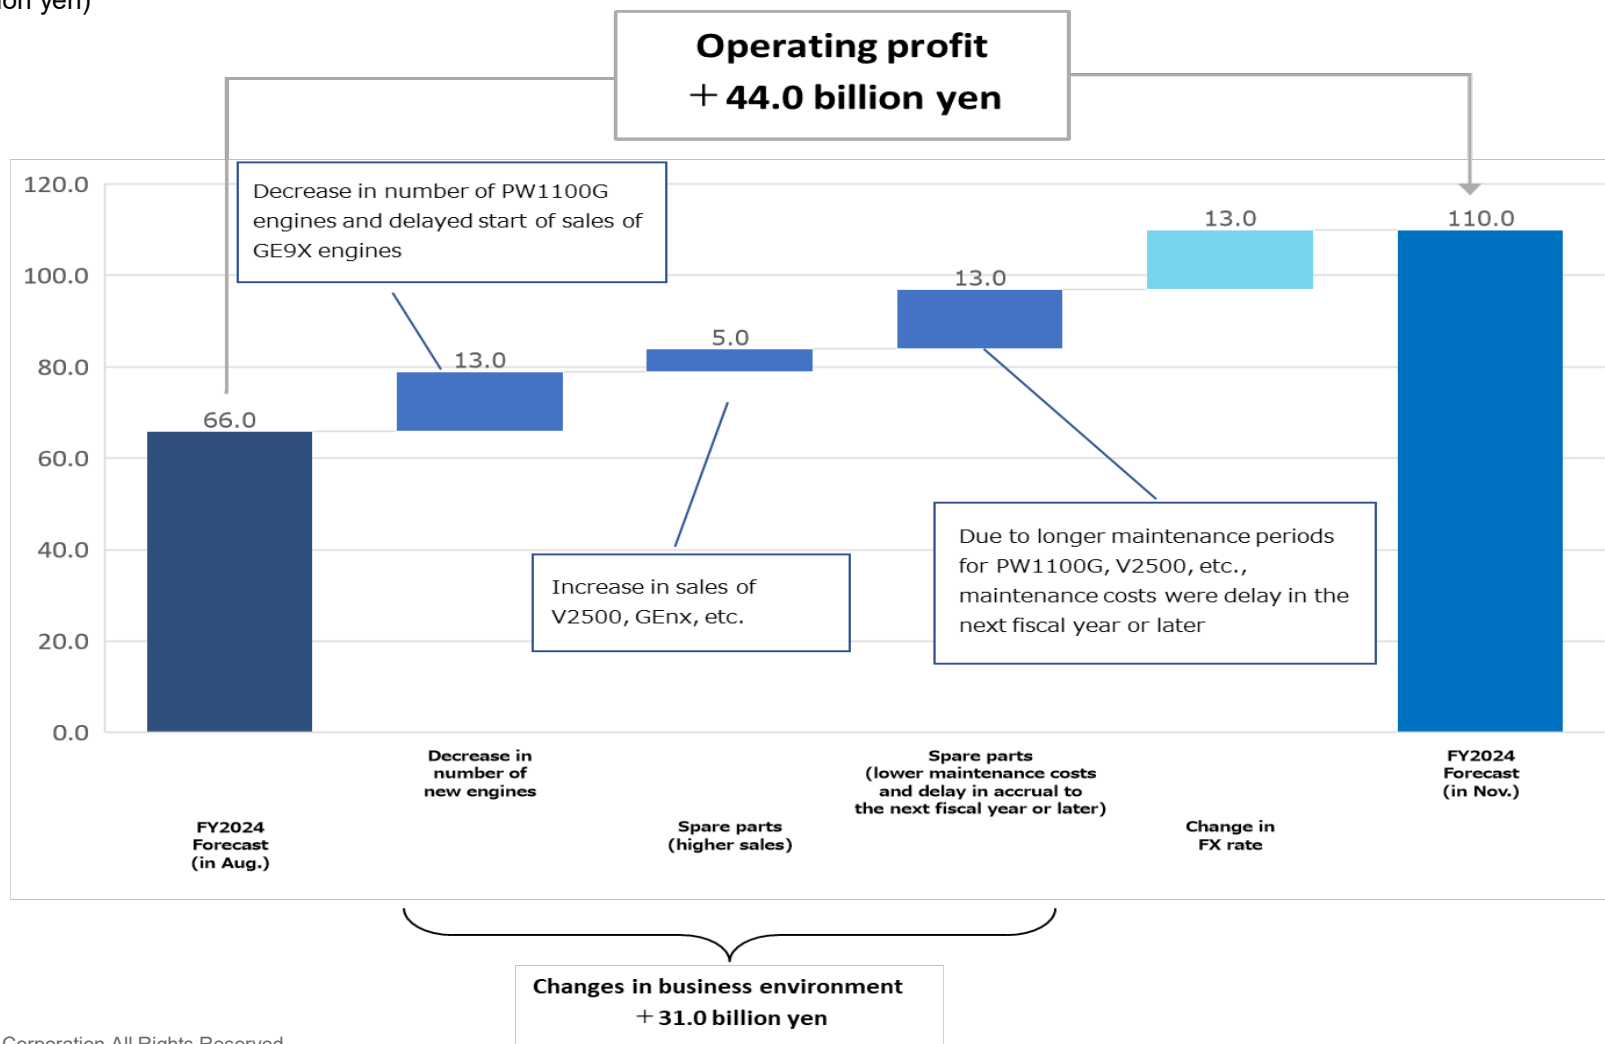 ion yen)
Operating profit
＋44.0 billion yen
120.0
100.0
80.0
60.0
40.0
20.0
0.0
Decrease in number of PW1100G
engines and delayed start of sales of
GE9X engines
66.0
13.0
5.0
13.0
13.0
110.0
Increase in sales of
V2500, GEnx, etc.
Due to longer maintenance periods
for PW1100G, V2500, etc.,
maintenance costs were delay in the
next fiscal year or later
FY2024
Forecast
(in Aug.)
Decrease in
number of
new engines
Spare parts
(higher sales)
Spare parts
(lower maintenance costs
and delay in accrual to
the next fiscal year or later)
Change in
FX rate
FY2024
Forecast
(in Nov.)
Changes in business environment
＋31.0 billion yen
Corporation All Rights Reserved